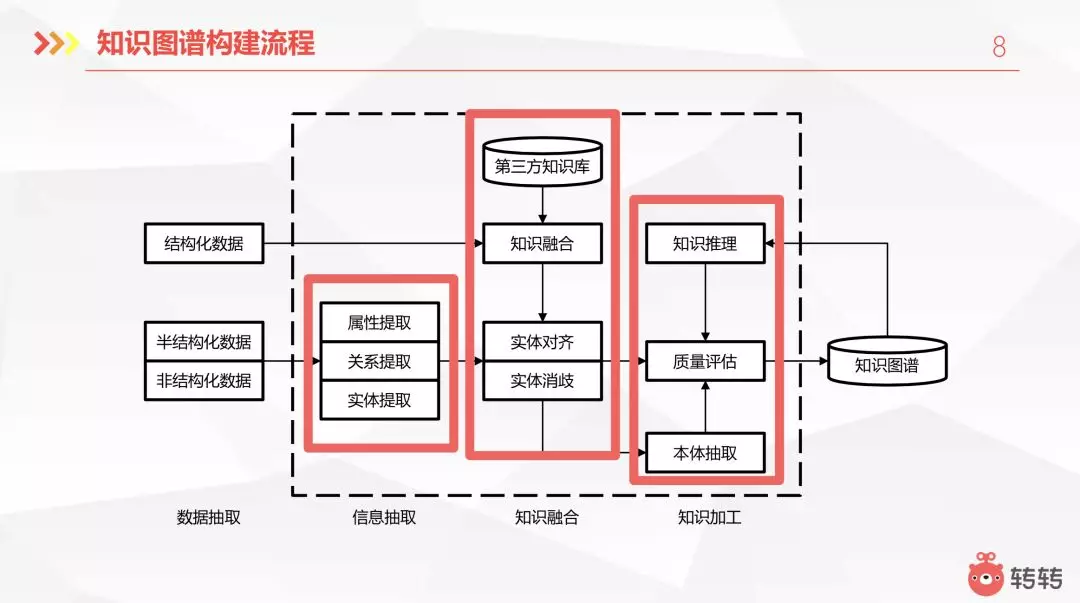 知识图谱构建流程
8
第三方知识库
结构化数据
知识融合
知识推理
半结构化数据
非结构化数据
属性提取
关系提取
实体提取
实体对齐
实体消歧
质量评估
知识图谱
本体抽取
数据抽取
信息抽取
知识融合
知识加工
转转